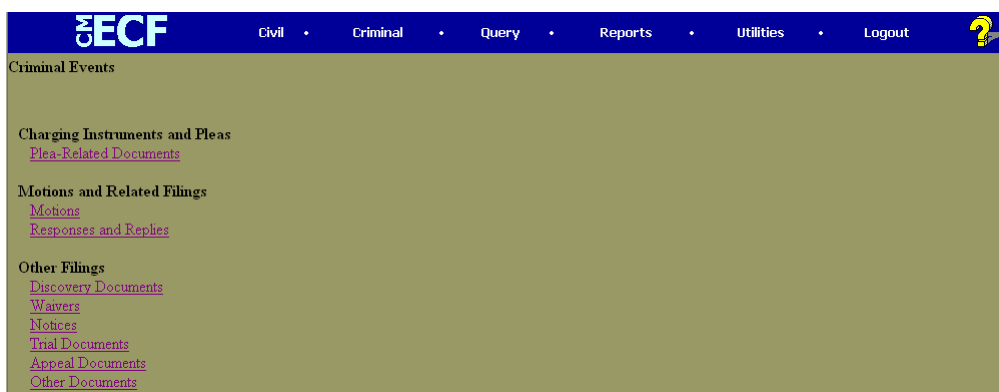 CM ECF Civil • Criminal • Query • Reports • Utilities • Logout ?
Criminal Events
Charging Instruments and Pleas
Plea-Related Documents
Motions and Related Filings
Motions
Responses and Replies
Other Filings
Discovery Documents
Waivers
Notices
Trial Documents
Appeal Documents
Other Documents